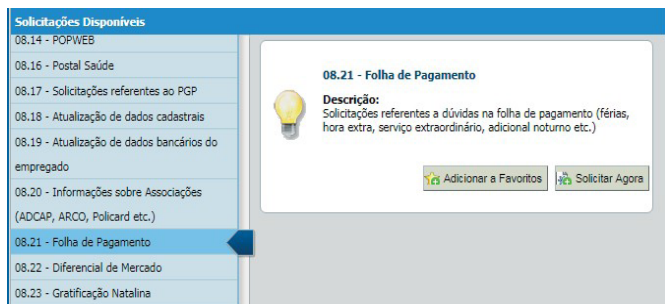 Solicitações Disponíveis
08.14 - POPWEB
08.16 - Postal Saúde
08.17 - Solicitações referentes ao PGP
08.18 - Atualização de dados cadastrais
08.19 - Atualização de dados bancários do
empregado
08.20 - Informações sobre Associações
(ADCAP, ARCO, Policard etc.)
08.21 - Folha de Pagamento
08.22 - Diferencial de Mercado
08.23 - Gratificação Natalina
08.21 - Folha de Pagamento
Descrição:
Solicitações referentes a dúvidas na folha de pagamento (férias,
hora extra, serviço extraordinário, adicional noturno etc.)
Adicionar a Favoritos
Solicitar Agora